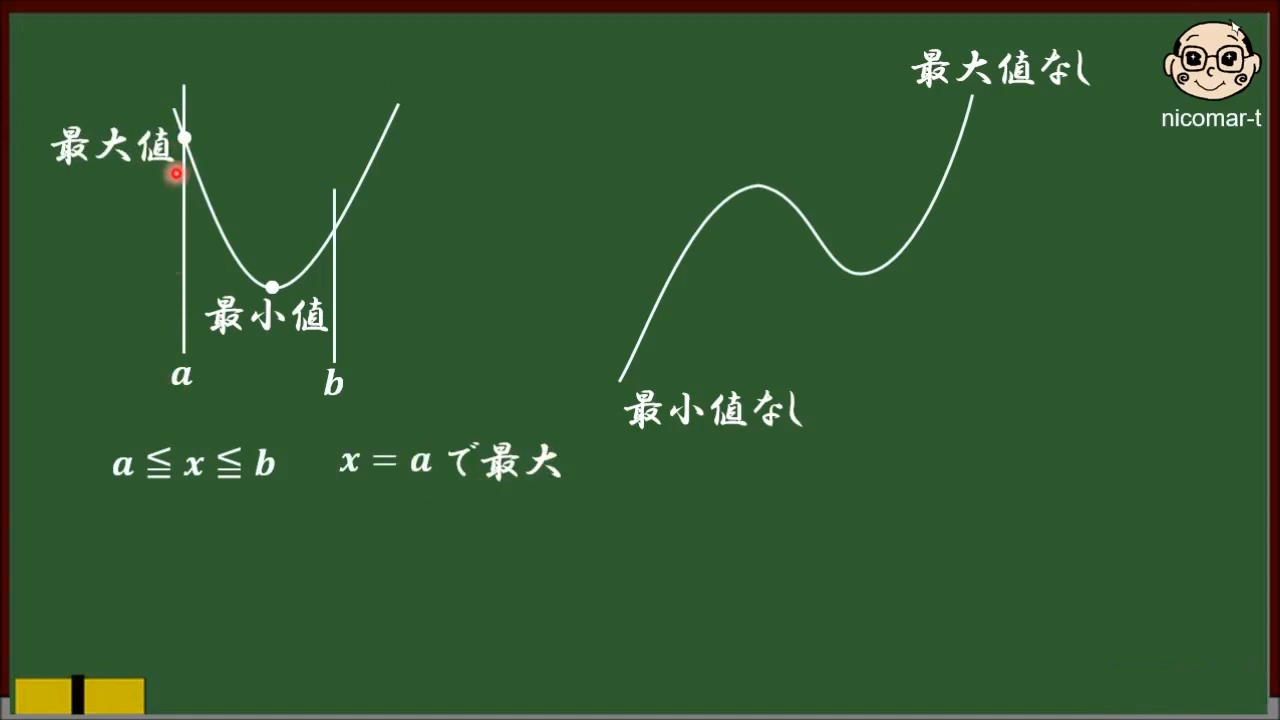 最大値なし
nicomar-t
最大値
最小値
a
b
最小値なし
a ≦ x ≦ b
x = a で最大